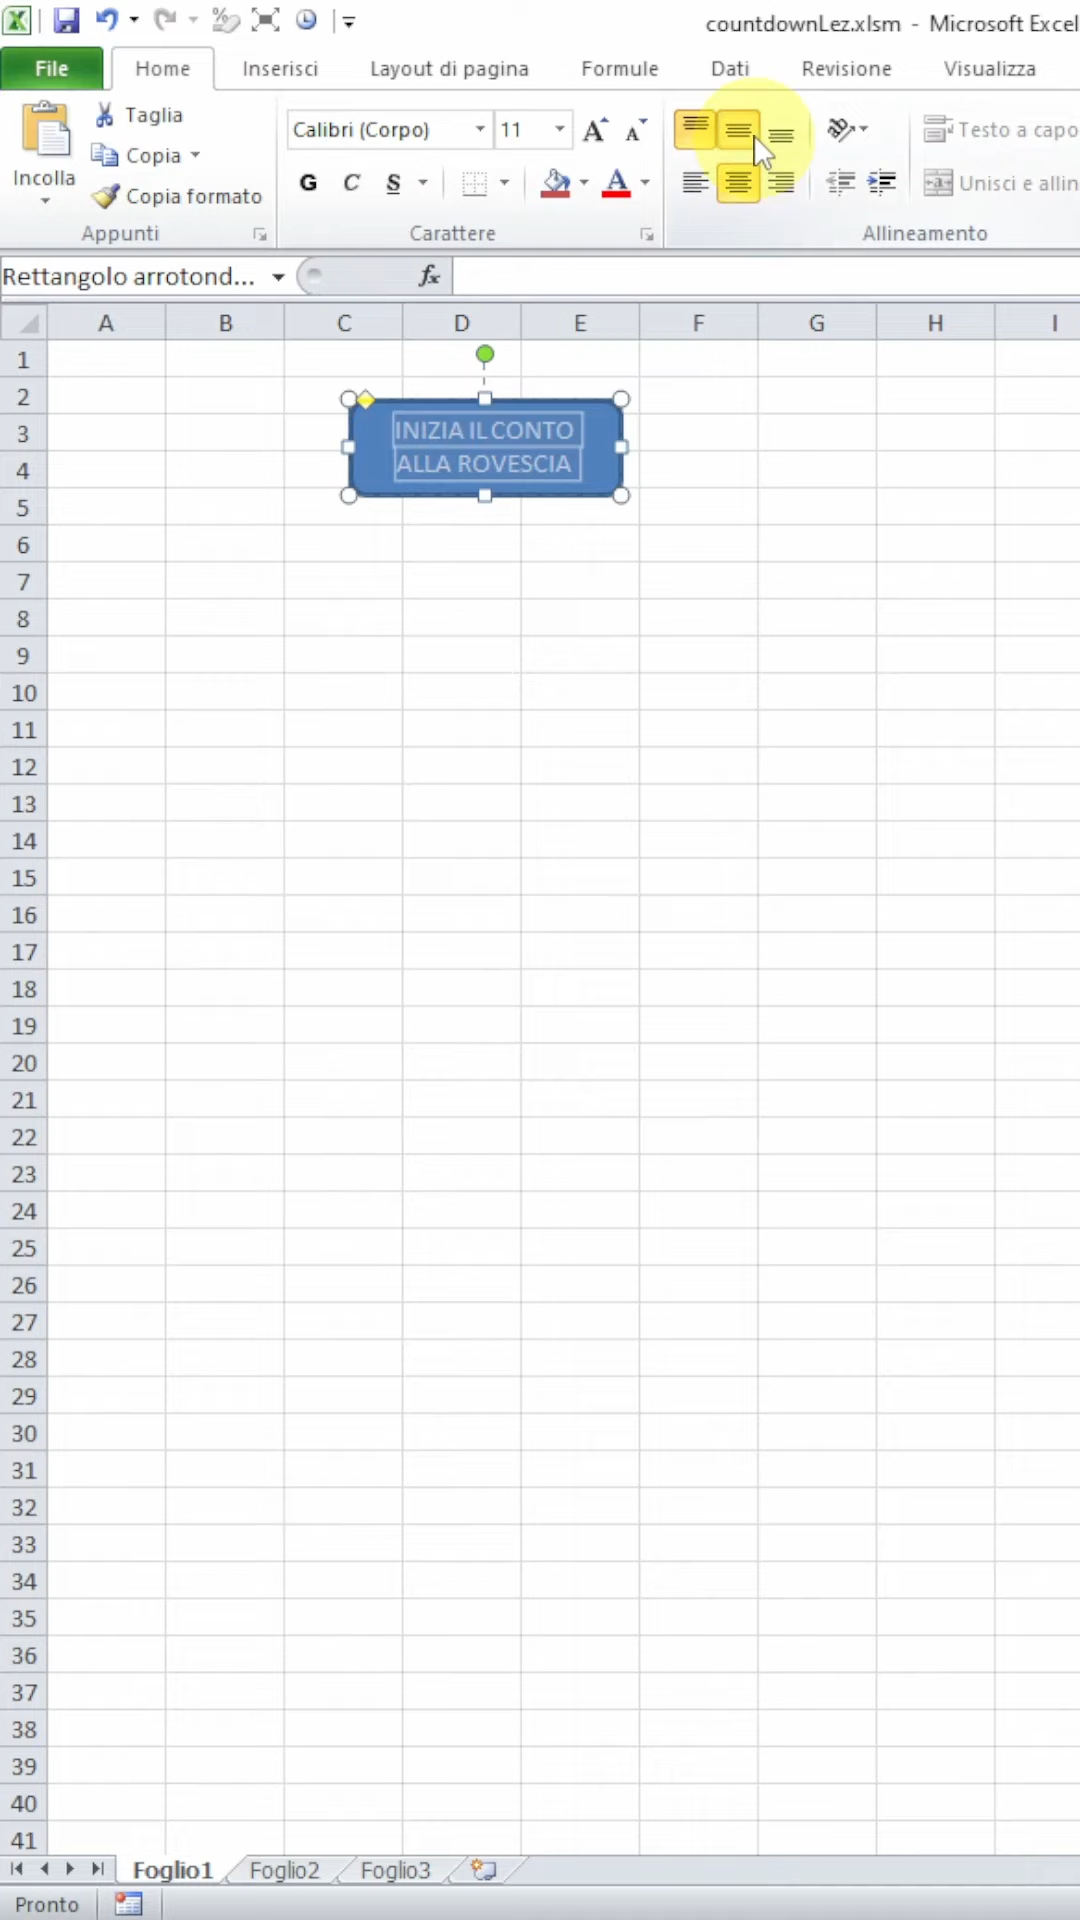 countdownLez.xlsm - Microsoft Excel
File Home Inserisci Layout di pagina Formule Dati Revisione Visualizza
Incolla
Taglia
Copia
Copia formato
Appunti
Calibri (Corpo) 11
G C S
Carattere
Testo a capo
Unisci e allin
Allineamento
Rettangolo arrotond... fx
A B C D E F G H I
1
2
3
4
5
6
7
8
9
10
11
12
13
14
15
16
17
18
19
20
21
22
23
24
25
26
27
28
29
30
31
32
33
34
35
36
37
38
39
40
41
INIZIA IL CONTO
ALLA ROVESCIA
Foglio1 Foglio2 Foglio3
Pronto